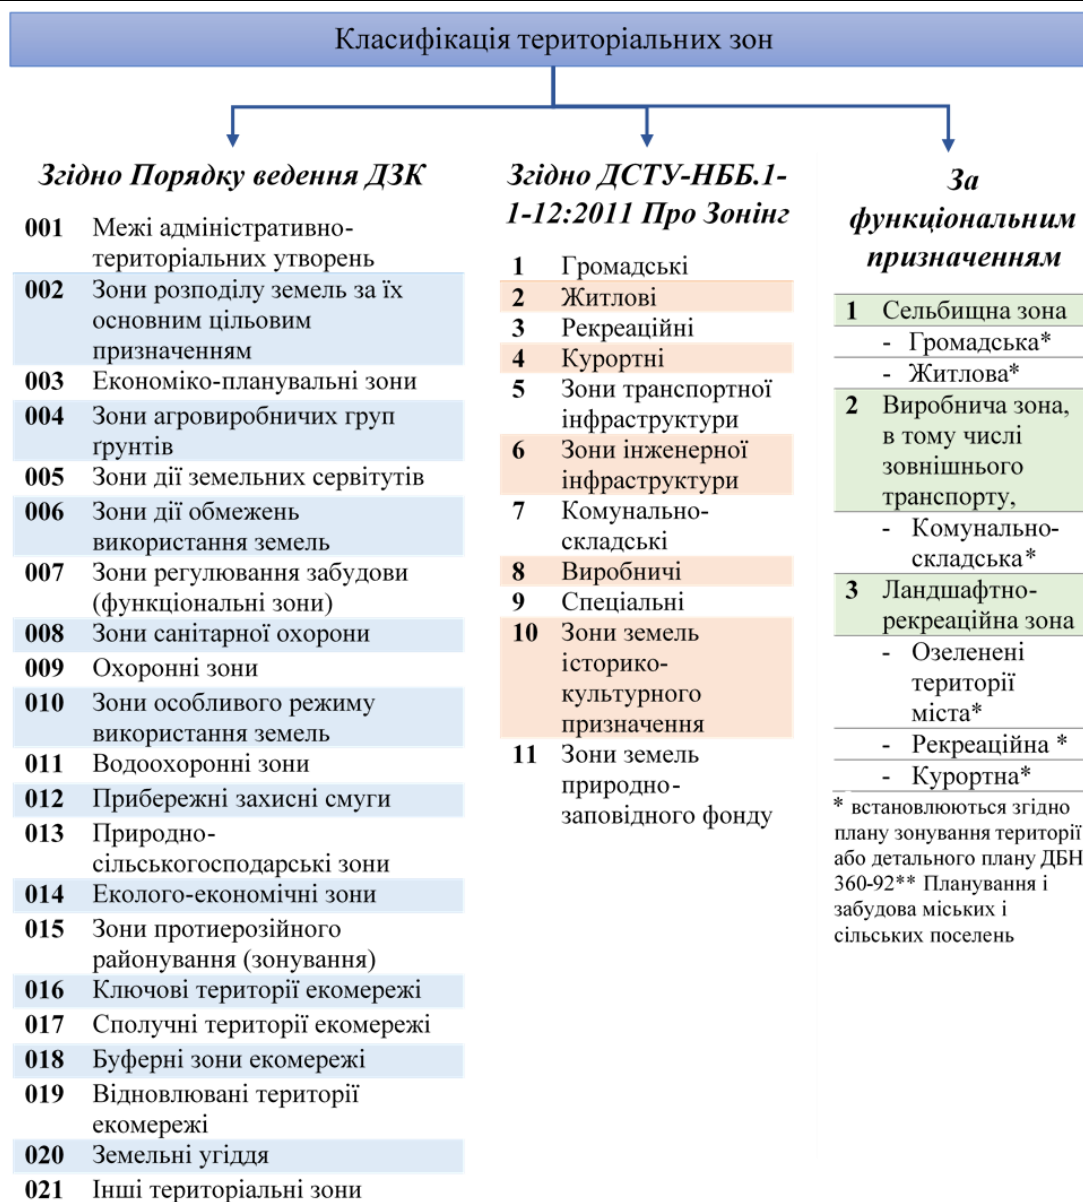 Класифікація територіальних зон
Згідно Порядку ведення ДЗК
001 Межі адміністративно-
територіальних утворень
002 Зони розподілу земель за їх
основним цільовим
призначенням
003 Економіко-планувальні зони
004 Зони агровиробничих груп
ґрунтів
005 Зони дії земельних сервітутів
006 Зони дії обмежень
використання земель
007 Зони регулювання забудови
(функціональні зони)
008 Зони санітарної охорони
009 Охоронні зони
010 Зони особливого режиму
використання земель
011 Водоохоронні зони
012 Прибережні захисні смуги
013 Природно-
сільськогосподарські зони
014 Еколого-економічні зони
015 Зони протиерозійного
районування (зонування)
016 Ключові території екомережі
017 Сполучні території екомережі
018 Буферні зони екомережі
019 Відновлювані території
екомережі
020 Земельні угіддя
021 Інші територіальні зони
Згідно ДСТУ-НББ.1-
1-12:2011 Про Зонінг
1 Громадські
2 Житлові
3 Рекреаційні
4 Курортні
5 Зони транспортної
інфраструктури
6 Зони інженерної
інфраструктури
7 Комунально-
складські
8 Виробничі
9 Спеціальні
10 Зони земель
історико-
культурного
призначення
11 Зони земель
природно-
заповідного фонду
За
функціональним
призначенням
1 Сельбищна зона
- Громадська*
- Житлова*
2 Виробнича зона,
в тому числі
зовнішнього
транспорту,
- Комунально-
складська*
3 Ландшафтно-
рекреаційна зона
- Озеленені
території
міста*
- Рекреаційна *
- Курортна*
* встановлюються згідно
плану зонування території
або детального плану ДБН
360-92** Планування і
забудова міських і
сільських поселень